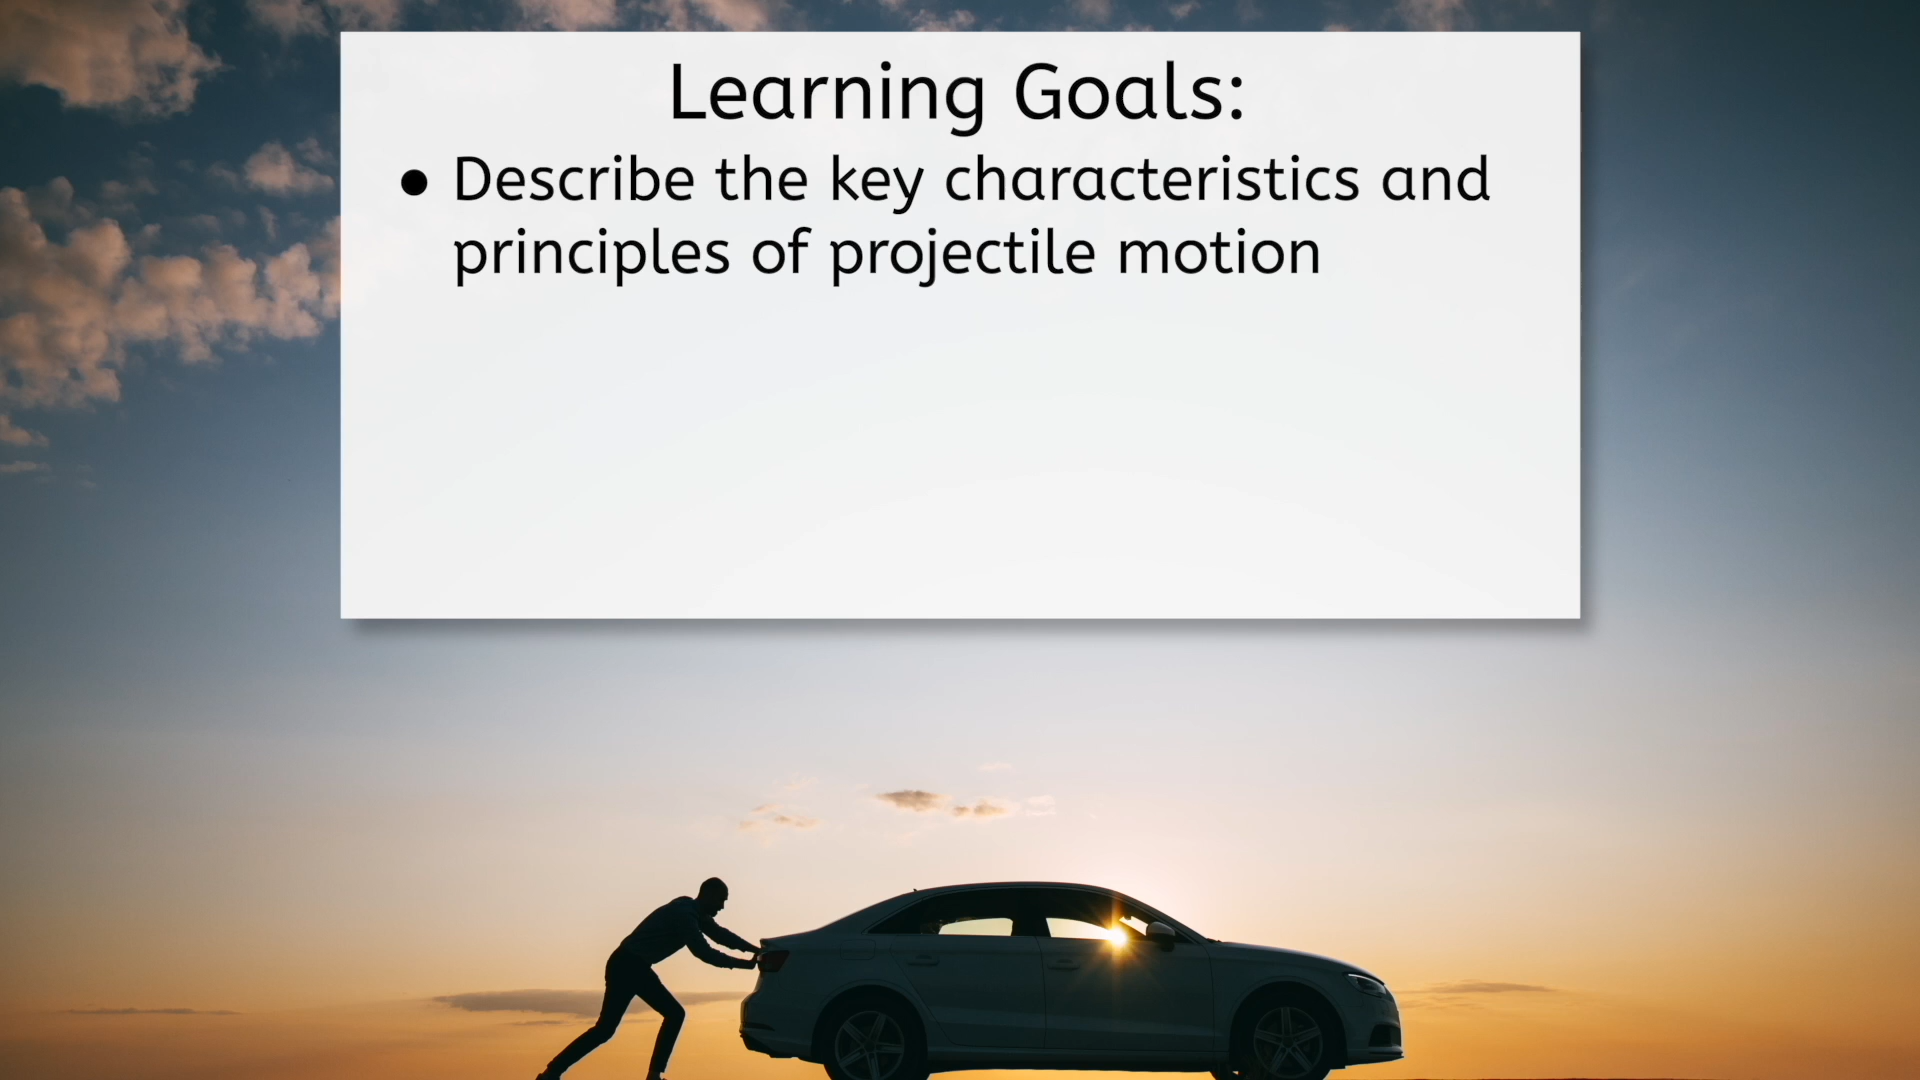 Learning Goals:
● Describe the key characteristics and
principles of projectile motion